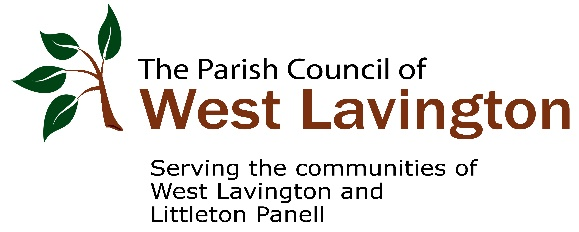 The Parish Council of
West Lavington
Serving the communities of
West Lavington and
Littleton Panell